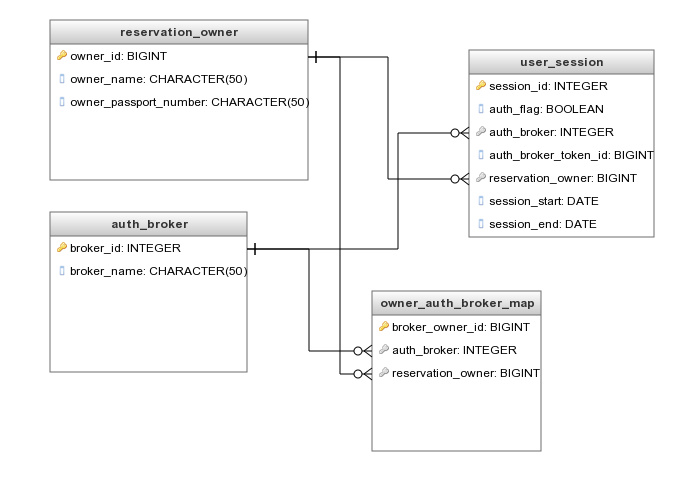 reservation_owner
owner_id: BIGINT
owner_name: CHARACTER(50)
owner_passport_number: CHARACTER(50)
user_session
session_id: INTEGER
auth_flag: BOOLEAN
auth_broker: INTEGER
auth_broker_token_id: BIGINT
reservation_owner: BIGINT
session_start: DATE
session_end: DATE
auth_broker
broker_id: INTEGER
broker_name: CHARACTER(50)
owner_auth_broker_map
broker_owner_id: BIGINT
auth_broker: INTEGER
reservation_owner: BIGINT